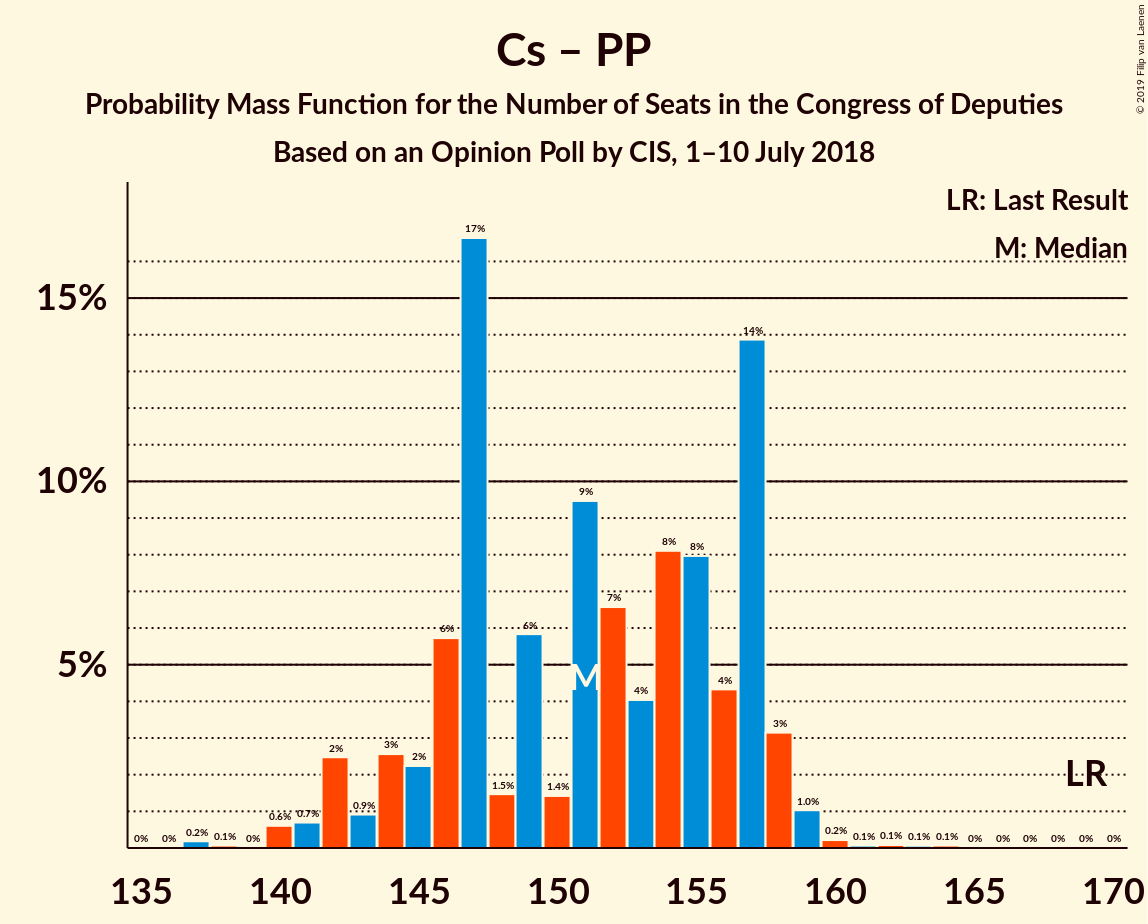 Cs – PP
Probability Mass Function for the Number of Seats in the Congress of Deputies
Based on an Opinion Poll by CIS, 1–10 July 2018
© 2019 Filip van Laenen
LR: Last Result
M: Median
15%
10%
5%
0% 0% 0.2% 0.1% 0% 0.6% 0.7% 2% 0.9% 3% 2% 6% 17% 1.5% 6% 1.4% 9% 7% 4% 8% 8% 4% 14% 3% 1.0% 0.2% 0.1% 0.1% 0.1% 0.1% 0% 0% 0% 0% 0% 0%
M
LR
135 140 145 150 155 160 165 170